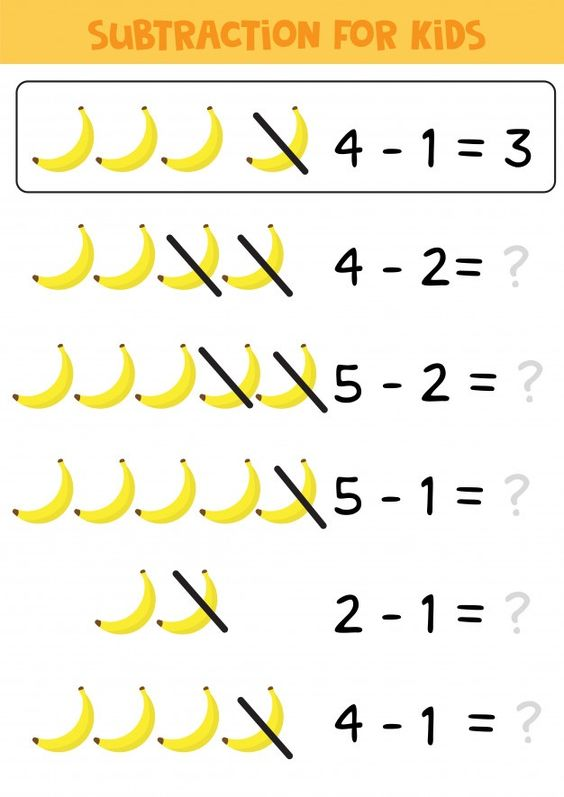 SUBTRACTION FOR KIDS
4 - 1 = 3
4 - 2= ?
5 - 2 = ?
5 - 1 = ?
2 - 1 = ?
4 - 1 = ?